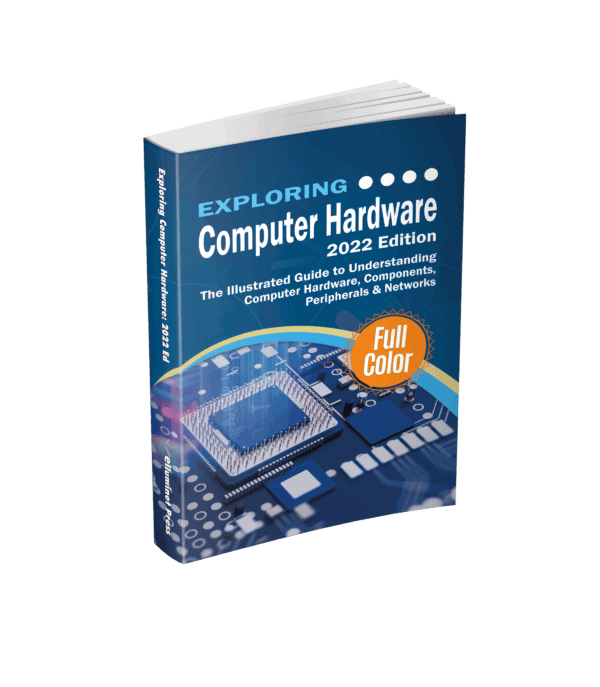 EXPLORING
Computer Hardware
2022 Edition
The Illustrated Guide to Understanding
Computer Hardware, Components,
Peripherals & Networks
Full
Color
Exploring Computer Hardware: 2022 Ed
elluminet Press